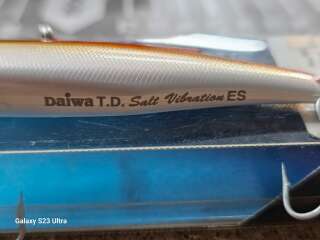 Daiwa T.D. Salt Vibration ES
Galaxy S23 Ultra